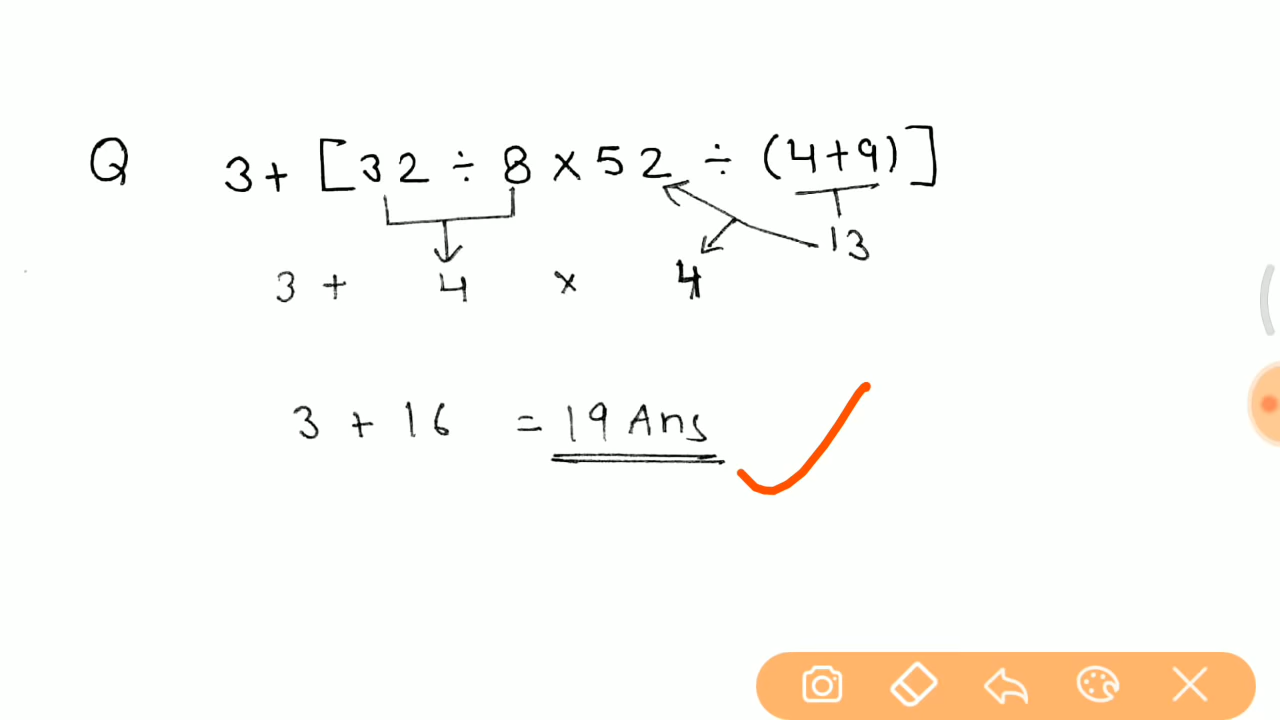 Q 3 + [32 ÷ 8 × 52 ÷ (4+9)]
13
3 + 4 × 4
3 + 16 = 19 Ans